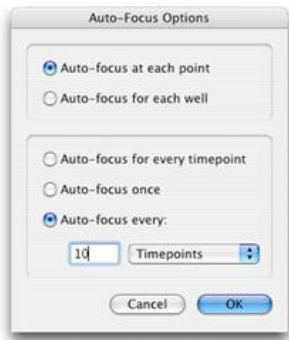 Auto-Focus Options
Auto-focus at each point
Auto-focus for each well
Auto-focus for every timepoint
Auto-focus once
Auto-focus every:
10 Timepoints
Cancel OK